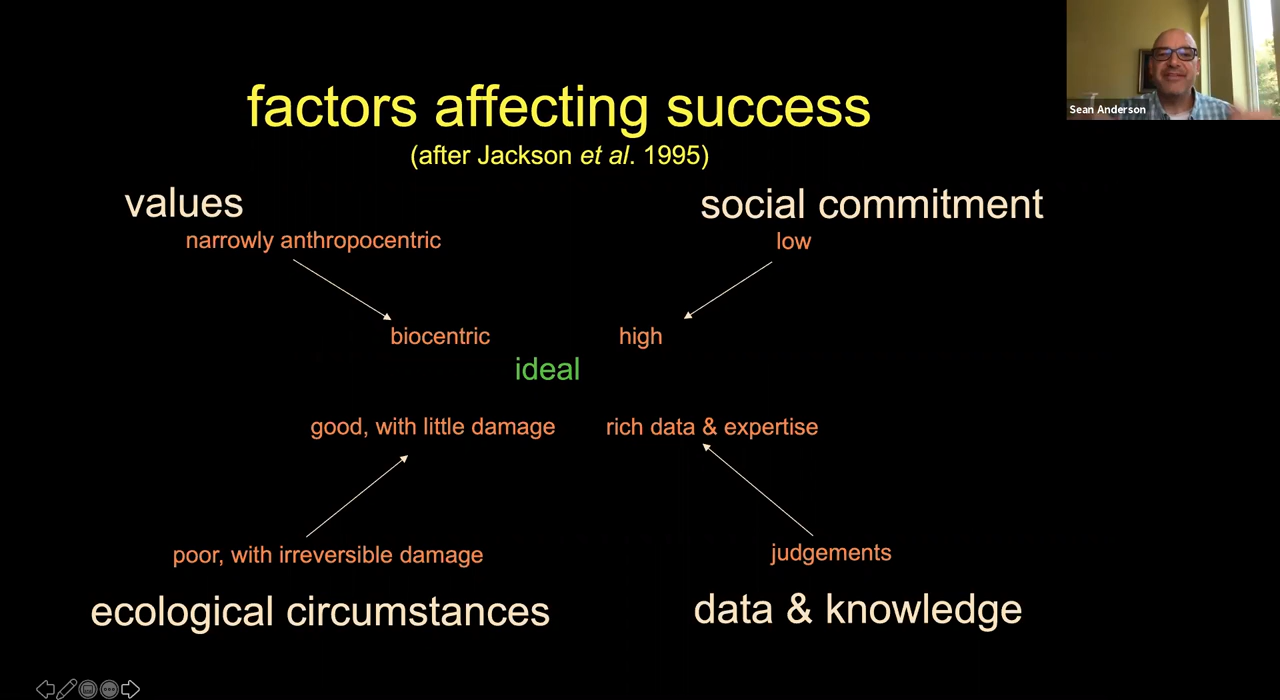 Sean Anderson
factors affecting success
(after Jackson et al. 1995)
values
social commitment
narrowly anthropocentric
low
biocentric
high
ideal
good, with little damage
rich data & expertise
poor, with irreversible damage
judgements
ecological circumstances
data & knowledge